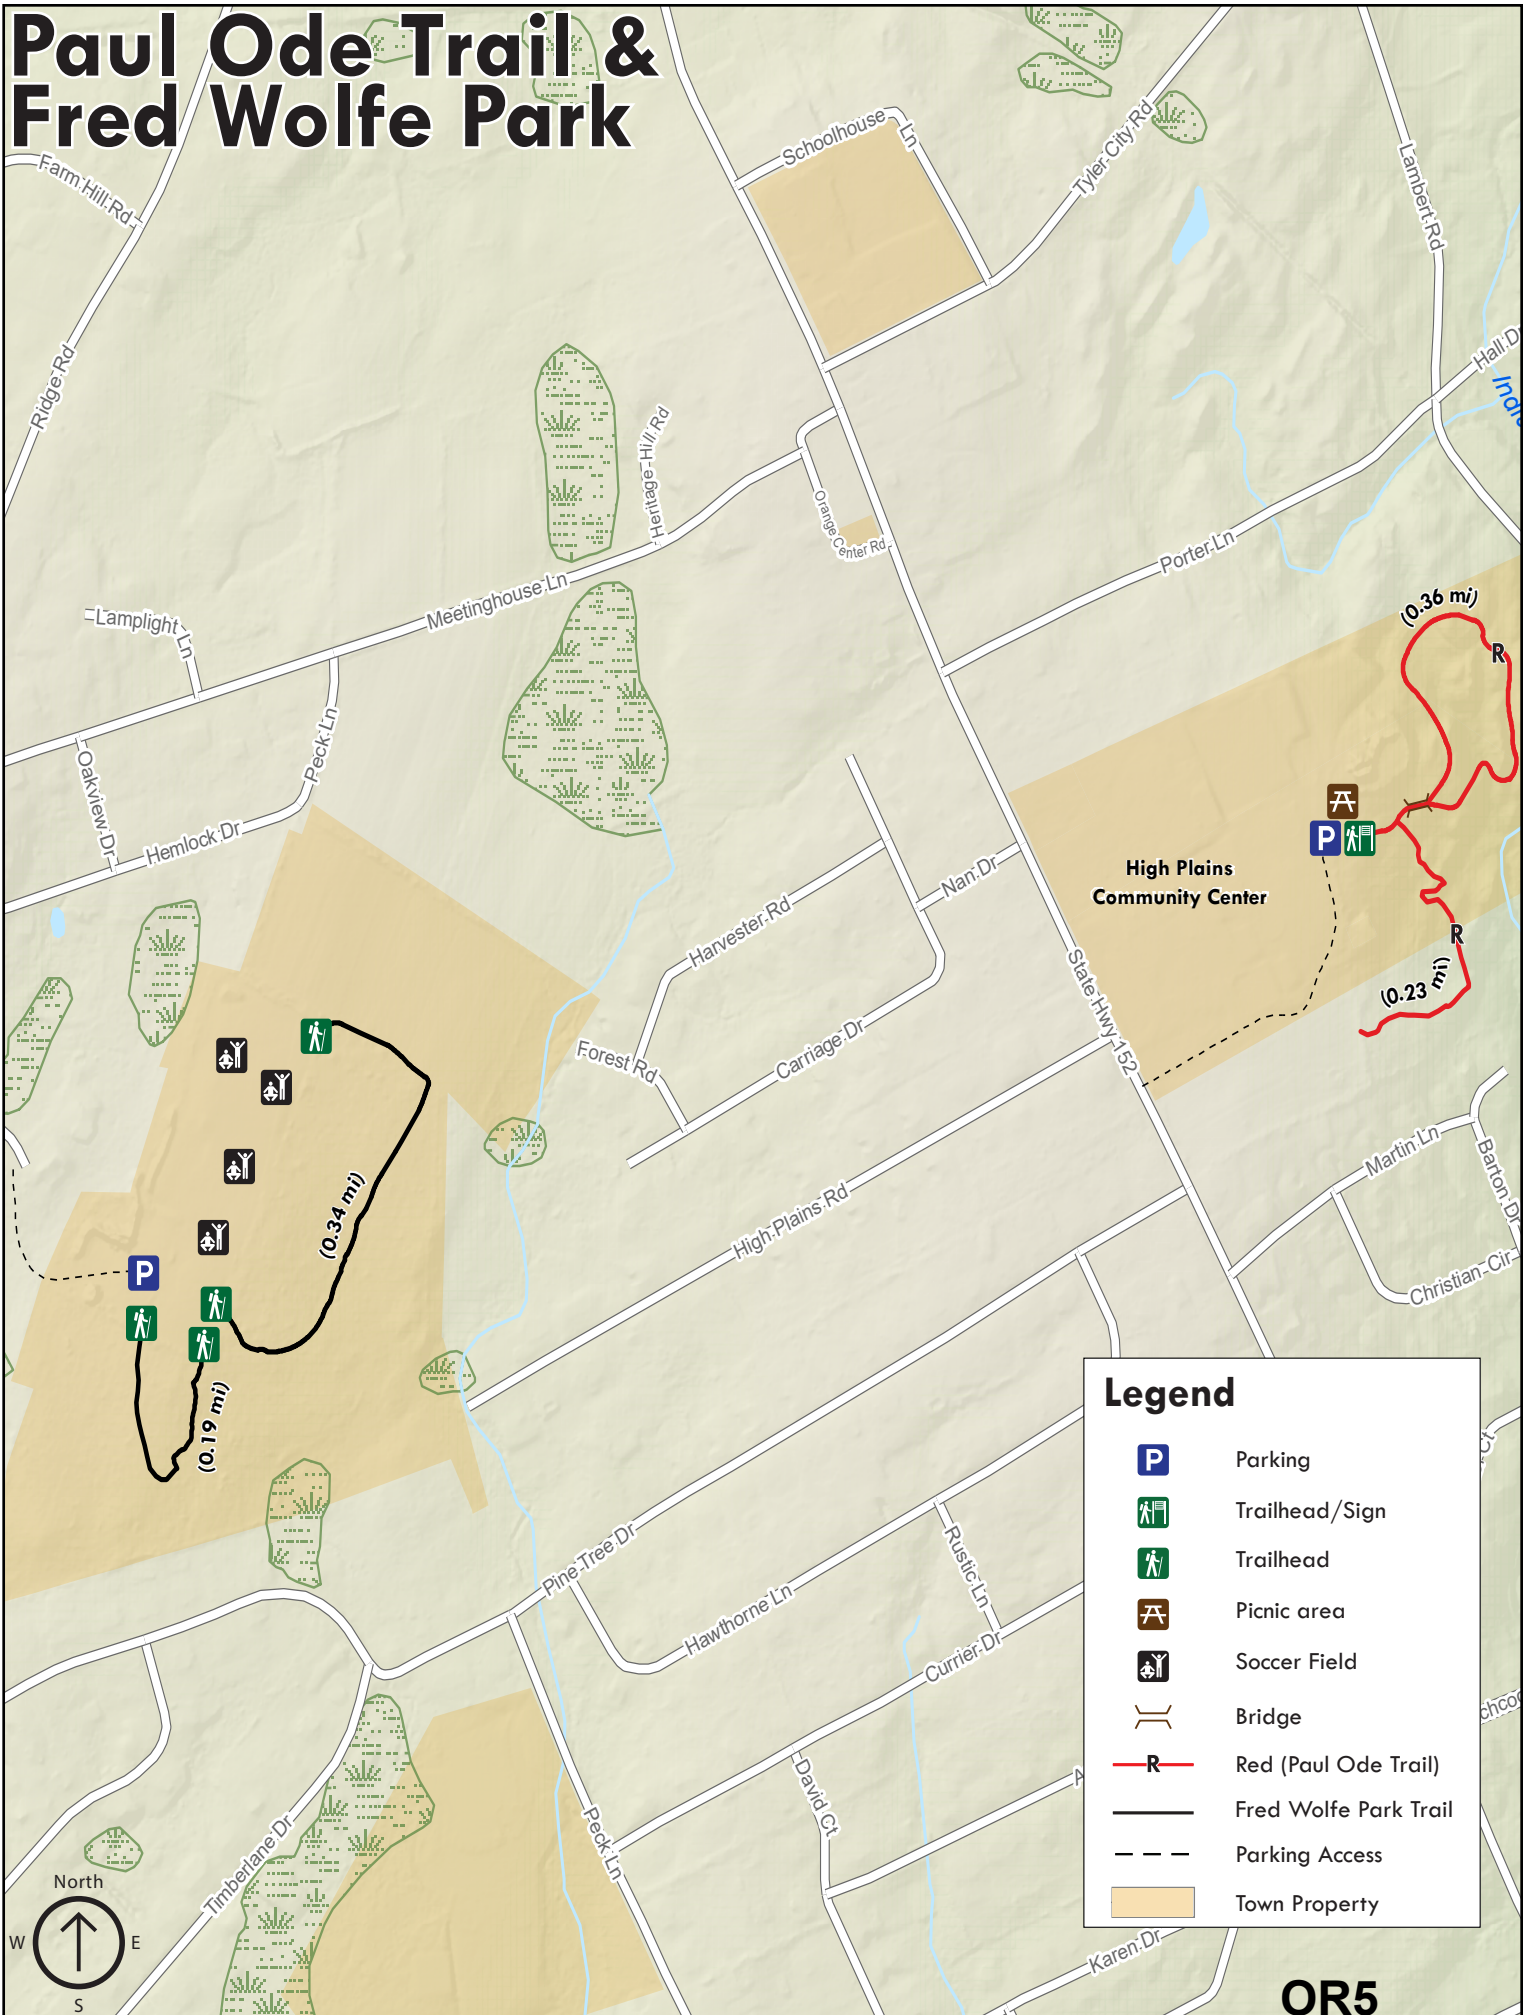 Paul Ode Trail &
Fred Wolfe Park
Farm Hill Rd
Ridge Rd
Schoolhouse Ln
Tyler City Rd
Lambert Rd
Hall D
Heritage Hill Rd
Orange Center Rd
Porter Ln
Meetinghouse Ln
Lamplight Ln
Oakview Dr
Peck Ln
Hemlock Dr
(0.36 mi)
R
P
High Plains
Community Center
Nan Dr
Harvester Rd
R
(0.23 mi)
State Hwy 152
Forest Rd
Carriage Dr
(0.34 mi)
High Plains Rd
Martin Ln
Barton Dr
Christian Cir
P
(0.19 mi)
Pine Tree Dr
Hawthorne Ln
Rustic Ln
Currier Dr
Ct
David Ct
Peck Ln
Timberlane Dr
Karen Dr
Legend
P Parking
Trailhead/Sign
Trailhead
Picnic area
Soccer Field
Bridge
R Red (Paul Ode Trail)
Fred Wolfe Park Trail
Parking Access
Town Property
North
W E
S
OR5